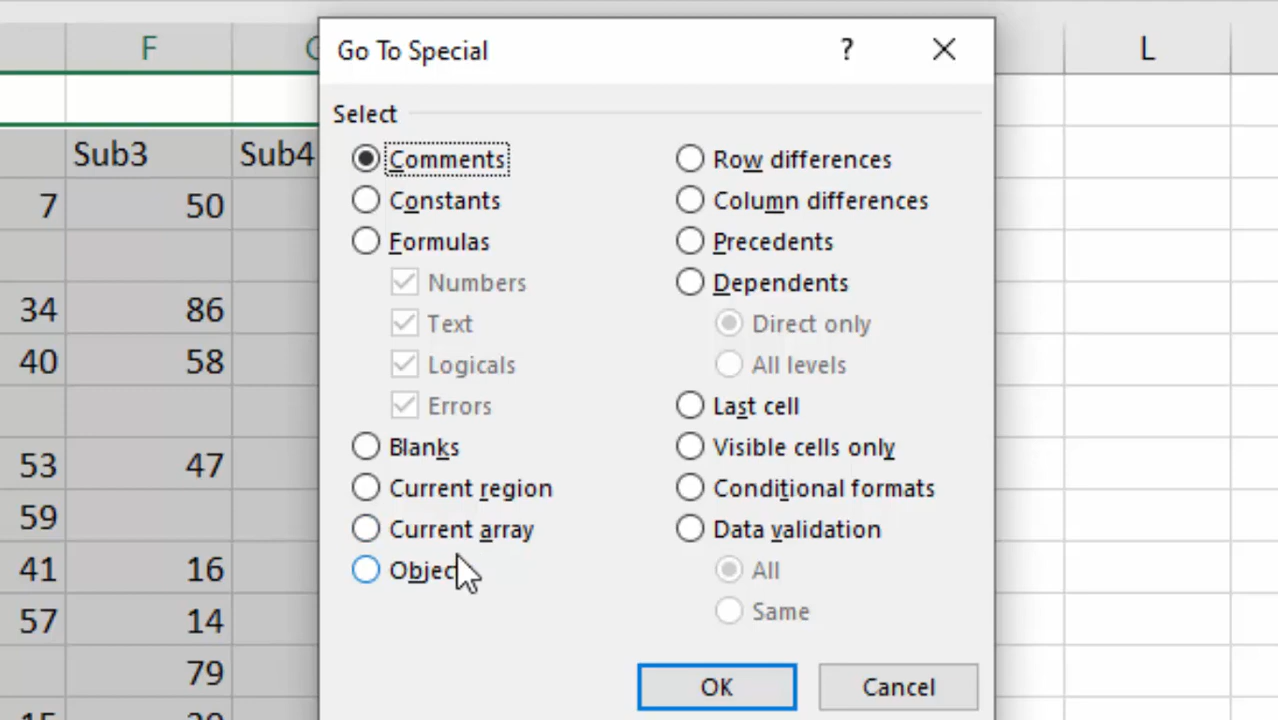 F
L
Go To Special
?
Select
Sub3
Sub4
Comments
Row differences
7
50
Constants
Column differences
Formulas
Precedents
Numbers
Dependents
34
86
Text
Direct only
40
58
Logicals
All levels
Errors
Last cell
Blanks
Visible cells only
53
47
Current region
Conditional formats
59
Current array
Data validation
41
16
Objec
All
57
14
Same
79
OK
Cancel